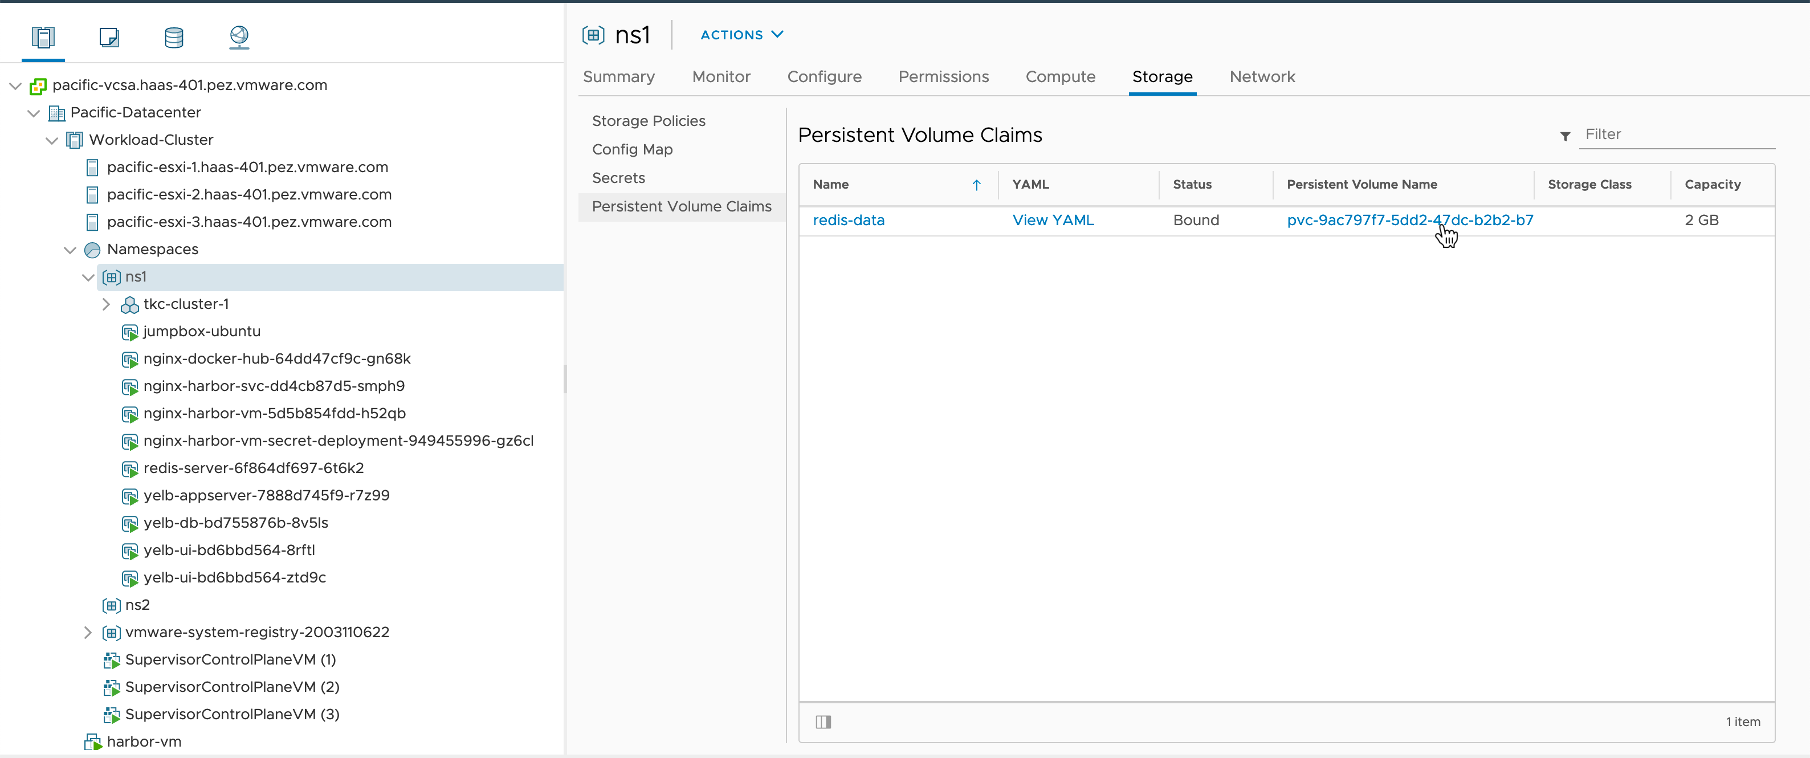 pacific-vcsa.haas-401.pez.vmware.com
Pacific-Datacenter
Workload-Cluster
pacific-esxi-1.haas-401.pez.vmware.com
pacific-esxi-2.haas-401.pez.vmware.com
pacific-esxi-3.haas-401.pez.vmware.com
Namespaces
ns1
tkc-cluster-1
jumpbox-ubuntu
nginx-docker-hub-64dd47cf9c-gn68k
nginx-harbor-svc-dd4cb87d5-smph9
nginx-harbor-vm-5d5b854fdd-h52qb
nginx-harbor-vm-secret-deployment-949455996-gz6cl
redis-server-6f864df697-6t6k2
yelb-appserver-7888d745f9-r7z99
yelb-db-bd755876b-8v5ls
yelb-ui-bd6bbd564-8rftl
yelb-ui-bd6bbd564-ztd9c
ns2
vmware-system-registry-2003110622
SupervisorControlPlaneVM (1)
SupervisorControlPlaneVM (2)
SupervisorControlPlaneVM (3)
harbor-vm
ns1 ACTIONS
Summary Monitor Configure Permissions Compute Storage Network
Storage Policies
Config Map
Secrets
Persistent Volume Claims
Persistent Volume Claims Filter
Name YAML Status Persistent Volume Name Storage Class Capacity
redis-data View YAML Bound pvc-9ac797f7-5dd2-47dc-b2b2-b7 2 GB
1 item